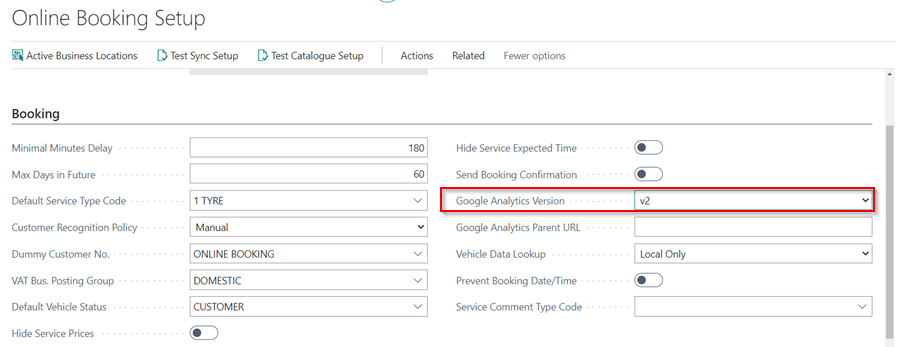 Online Booking Setup
Active Business Locations Test Sync Setup Test Catalogue Setup Actions Related Fewer options
Booking
Minimal Minutes Delay 180
Max Days in Future 60
Default Service Type Code 1 TYRE
Customer Recognition Policy Manual
Dummy Customer No. ONLINE BOOKING
VAT Bus. Posting Group DOMESTIC
Default Vehicle Status CUSTOMER
Hide Service Prices
Hide Service Expected Time
Send Booking Confirmation
Google Analytics Version v2
Google Analytics Parent URL
Vehicle Data Lookup Local Only
Prevent Booking Date/Time
Service Comment Type Code